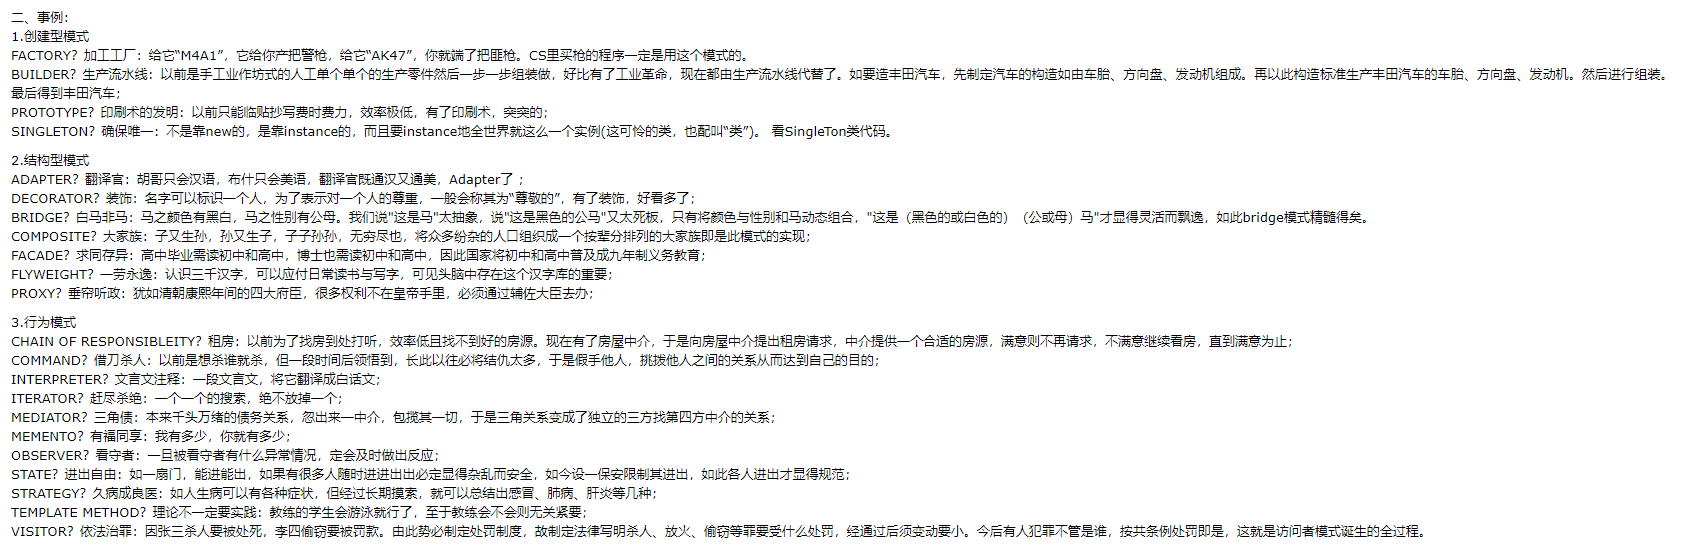 二、事例：
1.创建型模式
FACTORY？加工工厂：给它“M4A1”，它给你产把警枪，给它“AK47”，你就端了把匪枪。CS里买枪的程序一定是用这个模式的。
BUILDER？生产流水线：以前是手工业作坊式的人工单个单个的生产零件然后一步一步组装做，好比有了工业革命，现在都由生产流水线代替了。如要造丰田汽车，先制定汽车的构造如由车胎、方向盘、发动机组成。再以此构造标准生产丰田汽车的车胎、方向盘、发动机。然后进行组装。
最后得到丰田汽车；
PROTOTYPE？印刷术的发明：以前只能临贴抄写费时费力，效率极低，有了印刷术，突突的；
SINGLETON？确保唯一：不是靠new的，是靠instance的，而且要instance地全世界就这么一个实例(这可怜的类，也配叫“类”)。 看SingleTon类代码。
2.结构型模式
ADAPTER？翻译官：胡哥只会汉语，布什只会美语，翻译官既通汉又通美，Adapter了 ；
DECORATOR？装饰：名字可以标识一个人，为了表示对一个人的尊重，一般会称其为“尊敬的”，有了装饰，好看多了；
BRIDGE？白马非马：马之颜色有黑白，马之性别有公母。我们说"这是马"太抽象，说"这是黑色的公马"又太死板，只有将颜色与性别和马动态组合，"这是（黑色的或白色的）（公或母）马"才显得灵活而飘逸，如此bridge模式精髓得矣。
COMPOSITE？大家族：子又生孙，孙又生子，子子孙孙，无穷尽也，将众多纷杂的人口组织成一个按辈分排列的大家族即是此模式的实现；
FACADE？求同存异：高中毕业需读初中和高中，博士也需读初中和高中，因此国家将初中和高中普及成九年制义务教育；
FLYWEIGHT？一劳永逸：认识三千汉字，可以应付日常读书与写字，可见头脑中存在这个汉字库的重要；
PROXY？垂帘听政：犹如清朝康熙年间的四大府臣，很多权利不在皇帝手里，必须通过辅佐大臣去办；
3.行为模式
CHAIN OF RESPONSIBLEITY？租房：以前为了找房到处打听，效率低且找不到好的房源。现在有了房屋中介，于是向房屋中介提出租房请求，中介提供一个合适的房源，满意则不再请求，不满意继续看房，直到满意为止；
COMMAND？借刀杀人：以前是想杀谁就杀，但一段时间后领悟到，长此以往必将结仇太多，于是假手他人，挑拨他人之间的关系从而达到自己的目的；
INTERPRETER？文言文注释：一段文言文，将它翻译成白话文；
ITERATOR？赶尽杀绝：一个一个的搜索，绝不放掉一个；
MEDIATOR？三角债：本来千头万绪的债务关系，忽出来一中介，包揽其一切，于是三角关系变成了独立的三方找第四方中介的关系；
MEMENTO？有福同享：我有多少，你就有多少；
OBSERVER？看守者：一旦被看守者有什么异常情况，定会及时做出反应；
STATE？进出自由：如一扇门，能进能出，如果有很多人随时进进出出必定显得杂乱而安全，如今设一保安限制其进出，如此各人进出才显得规范；
STRATEGY？久病成良医：如人生病可以有各种症状，但经过长期摸索，就可以总结出感冒、肺病、肝炎等几种；
TEMPLATE METHOD？理论不一定要实践：教练的学生会游泳就行了，至于教练会不会则无关紧要；
VISITOR？依法治罪：因张三杀人要被处死，李四偷窃要被罚款。由此势必制定处罚制度，故制定法律写明杀人、放火、偷窃等罪要受什么处罚，经通过后须变动要小。今后有人犯罪不管是谁，按共条例处罚即是，这就是访问者模式诞生的全过程。